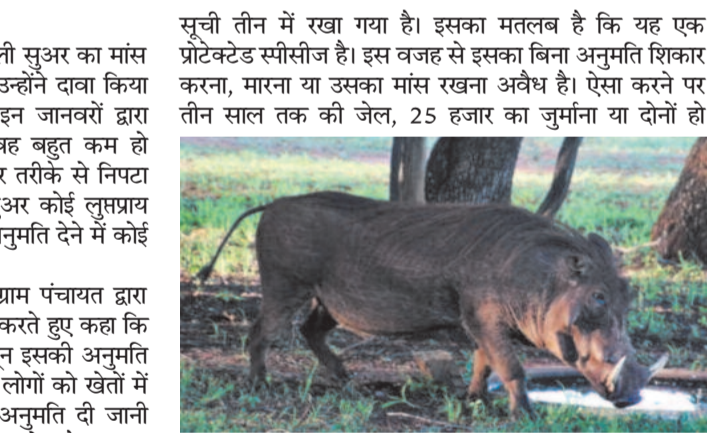 सुअर का मांस
उन्होंने दावा किया
इन जानवरों द्वारा
वह बहुत कम हो
तरीके से निपटा
कोई लुप्तप्राय
अनुमति देने में कोई
ग्राम पंचायत द्वारा
करते हुए कहा कि
इसकी अनुमति
लोगों को खेतों में
अनुमति दी जानी
सूची तीन में रखा गया है। इसका मतलब है कि यह एक
प्रोटेक्टेड स्पीसीज है। इस वजह से इसका बिना अनुमति शिकार
करना, मारना या उसका मांस रखना अवैध है। ऐसा करने पर
तीन साल तक की जेल, 25 हजार का जुर्माना या दोनों हो